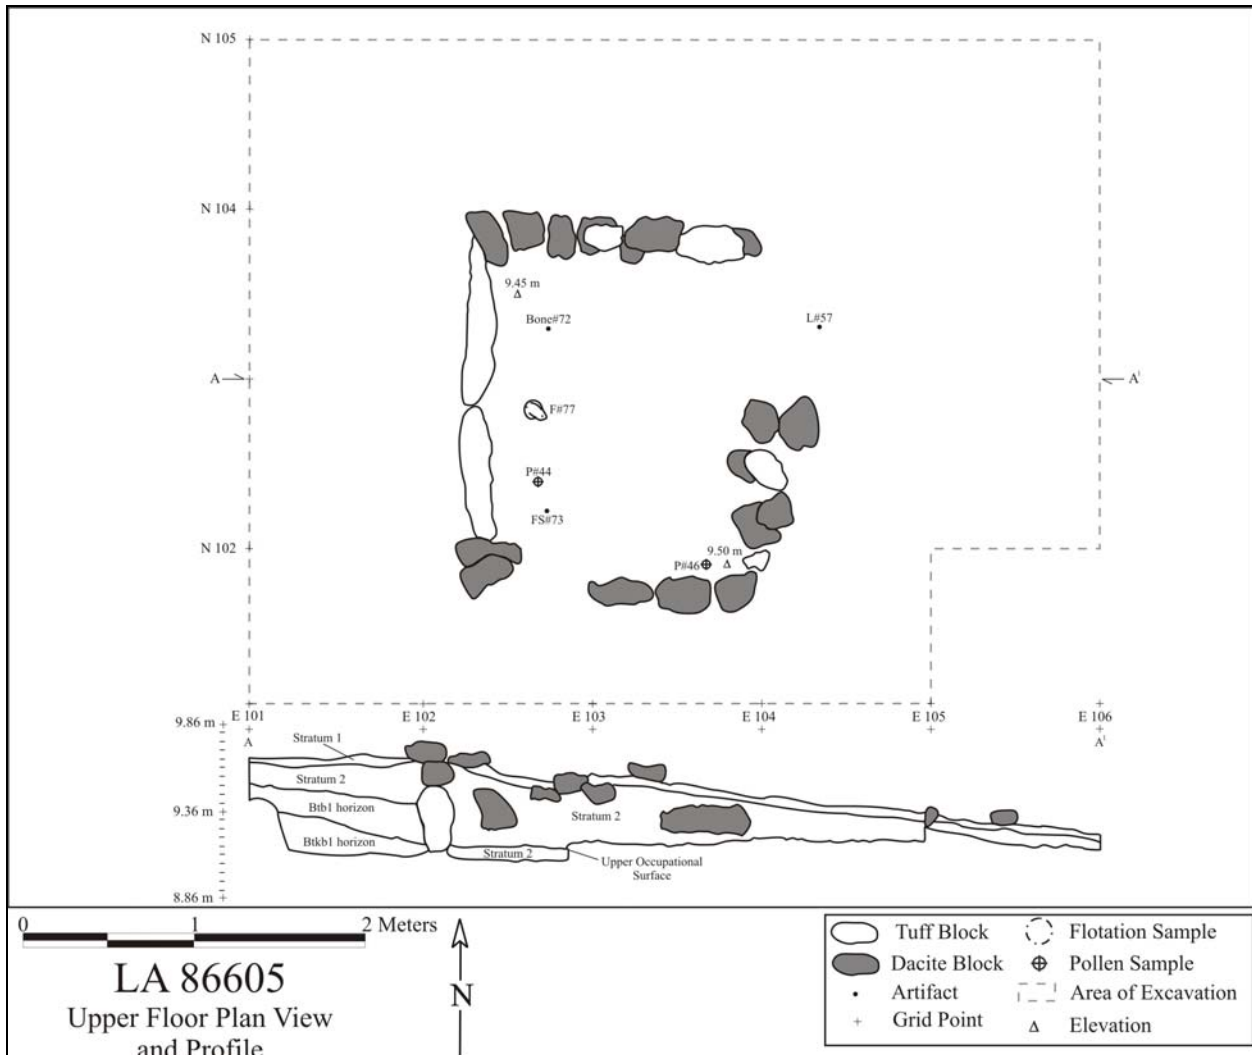 N 105
N 104
9.45 m
Bone#72
L#57
A
A¹
F#77
P#44
FS#73
N 102
9.50 m
P#46
E 101
E 102
E 103
E 104
E 105
E 106
9.86 m
A
A¹
Stratum 1
Stratum 2
Btb1 horizon
9.36 m
Stratum 2
Btkb1 horizon
Stratum 2
Upper Occupational
Surface
8.86 m
0 1 2 Meters
LA 86605
Upper Floor Plan View
and Profile
N
Tuff Block
Flotation Sample
Dacite Block
Pollen Sample
Artifact
Area of Excavation
Grid Point
Elevation